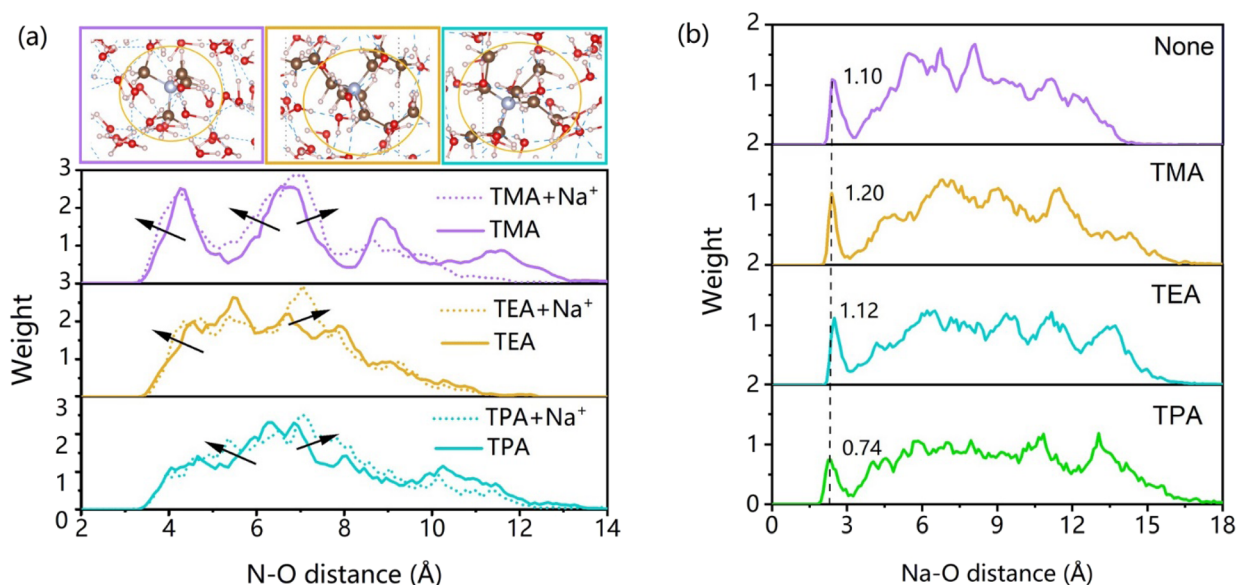 (a)
3
2
1
3
2
1
3
2
1
0
Weight
TMA+Na⁺
TMA
TEA+Na⁺
TEA
TPA+Na⁺
TPA
2 4 6 8 10 12 14
N-O distance (Å)
(b)
2
1
2
1
2
1
2
1
0
Weight
None
1.10
TMA
1.20
TEA
1.12
TPA
0.74
0 3 6 9 12 15 18
Na-O distance (Å)